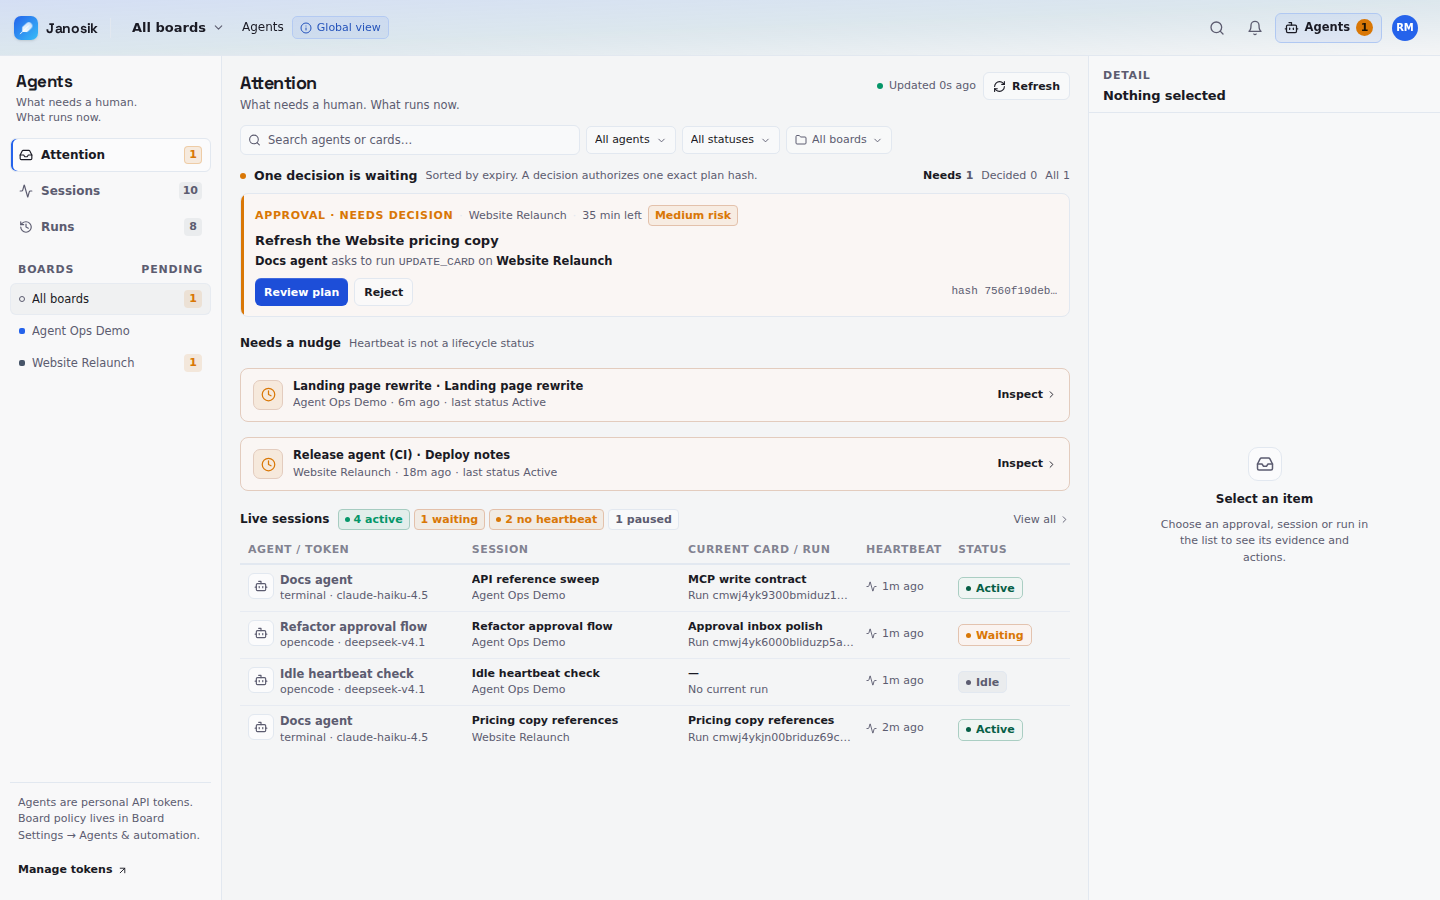 Janosik
All boards
Agents
Global view
Agents 1
RM
Agents
What needs a human.
What runs now.
Attention 1
Sessions 10
Runs 8
BOARDS PENDING
All boards 1
Agent Ops Demo
Website Relaunch 1
Agents are personal API tokens.
Board policy lives in Board
Settings → Agents & automation.
Manage tokens
Attention
What needs a human. What runs now.
Updated 0s ago
Refresh
Search agents or cards...
All agents
All statuses
All boards
One decision is waiting Sorted by expiry. A decision authorizes one exact plan hash.
Needs 1 Decided 0 All 1
APPROVAL · NEEDS DECISION Website Relaunch 35 min left Medium risk
Refresh the Website pricing copy
Docs agent asks to run UPDATE_CARD on Website Relaunch
Review plan Reject hash 7560f19deb…
Needs a nudge Heartbeat is not a lifecycle status
Landing page rewrite · Landing page rewrite
Agent Ops Demo · 6m ago · last status Active
Inspect
Release agent (CI) · Deploy notes
Website Relaunch · 18m ago · last status Active
Inspect
Live sessions 4 active 1 waiting 2 no heartbeat 1 paused View all
AGENT / TOKEN SESSION CURRENT CARD / RUN HEARTBEAT STATUS
Docs agent API reference sweep MCP write contract 1m ago Active
terminal · claude-haiku-4.5 Agent Ops Demo Run cmwj4yk9300bmiduz1…
Refactor approval flow Refactor approval flow Approval inbox polish 1m ago Waiting
opencode · deepseek-v4.1 Agent Ops Demo Run cmwj4yk6000bliduzp5a…
Idle heartbeat check Idle heartbeat check — 1m ago Idle
opencode · deepseek-v4.1 Agent Ops Demo No current run
Docs agent Pricing copy references Pricing copy references 2m ago Active
terminal · claude-haiku-4.5 Website Relaunch Run cmwj4ykjn00briduz69c…
DETAIL
Nothing selected
Select an item
Choose an approval, session or run in
the list to see its evidence and
actions.